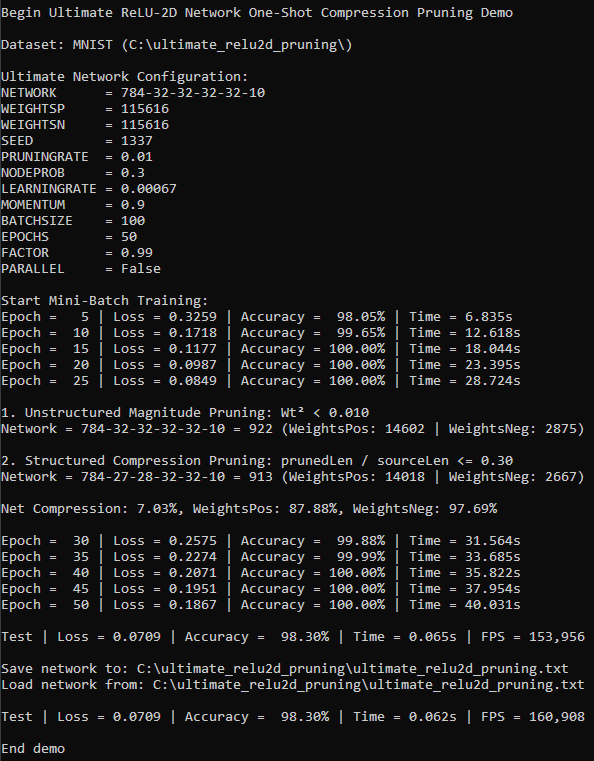 Begin Ultimate ReLU-2D Network One-Shot Compression Pruning Demo
Dataset: MNIST (C:\ultimate_relu2d_pruning\)
Ultimate Network Configuration:
NETWORK      = 784-32-32-32-32-10
WEIGHTSP     = 115616
WEIGHTSN     = 115616
SEED         = 1337
PRUNINGRATE  = 0.01
NODEPROB     = 0.3
LEARNINGRATE = 0.00067
MOMENTUM     = 0.9
BATCHSIZE    = 100
EPOCHS       = 50
FACTOR       = 0.99
PARALLEL     = False
Start Mini-Batch Training:
Epoch =   5 | Loss = 0.3259 | Accuracy =  98.05% | Time = 6.835s
Epoch =  10 | Loss = 0.1718 | Accuracy =  99.65% | Time = 12.618s
Epoch =  15 | Loss = 0.1177 | Accuracy = 100.00% | Time = 18.044s
Epoch =  20 | Loss = 0.0987 | Accuracy = 100.00% | Time = 23.395s
Epoch =  25 | Loss = 0.0849 | Accuracy = 100.00% | Time = 28.724s
1. Unstructured Magnitude Pruning: Wt² < 0.010
Network = 784-32-32-32-32-10 = 922 (WeightsPos: 14602 | WeightsNeg: 2875)
2. Structured Compression Pruning: prunedLen / sourceLen <= 0.30
Network = 784-27-28-32-32-10 = 913 (WeightsPos: 14018 | WeightsNeg: 2667)
Net Compression: 7.03%, WeightsPos: 87.88%, WeightsNeg: 97.69%
Epoch =  30 | Loss = 0.2575 | Accuracy =  99.88% | Time = 31.564s
Epoch =  35 | Loss = 0.2274 | Accuracy =  99.99% | Time = 33.685s
Epoch =  40 | Loss = 0.2071 | Accuracy = 100.00% | Time = 35.822s
Epoch =  45 | Loss = 0.1951 | Accuracy = 100.00% | Time = 37.954s
Epoch =  50 | Loss = 0.1867 | Accuracy = 100.00% | Time = 40.031s
Test | Loss = 0.0709 | Accuracy =  98.30% | Time = 0.065s | FPS = 153,956
Save network to: C:\ultimate_relu2d_pruning\ultimate_relu2d_pruning.txt
Load network from: C:\ultimate_relu2d_pruning\ultimate_relu2d_pruning.txt
Test | Loss = 0.0709 | Accuracy =  98.30% | Time = 0.062s | FPS = 160,908
End demo